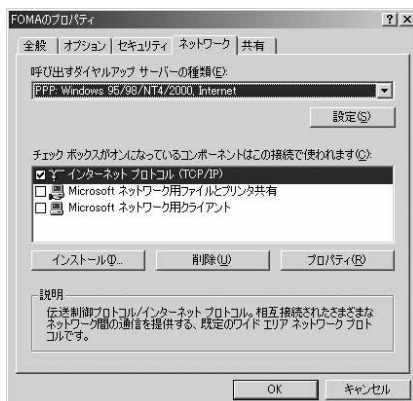 FOMAのプロパティ
全般 オプション セキュリティ ネットワーク 共有
呼び出すダイヤルアップ サーバーの種類(E):
PPP: Windows 95/98/NT4/2000, Internet
設定(S)
チェック ボックスがオンになっているコンポーネントはこの接続で使われます(C):
インターネット プロトコル (TCP/IP)
Microsoft ネットワーク用ファイルとプリンタ共有
Microsoft ネットワーク用クライアント
インストール(I)... 削除(U) プロパティ(R)
説明
伝送制御プロトコル/インターネット プロトコル。相互接続されたさまざまな
ネットワーク間の通信を提供する、既定のワイド エリア ネットワーク プロト
コルです。
OK キャンセル